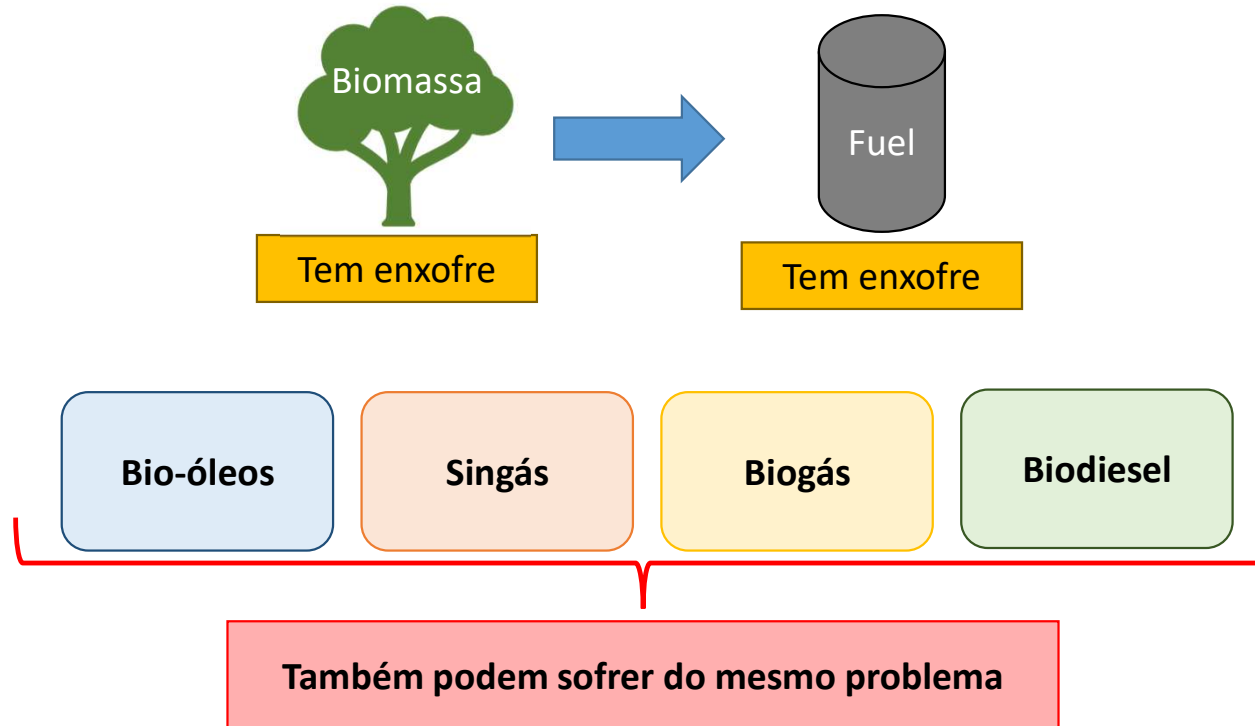 Biomassa
Fuel
Tem enxofre
Tem enxofre
Bio-óleos
Singás
Biogás
Biodiesel
Também podem sofrer do mesmo problema